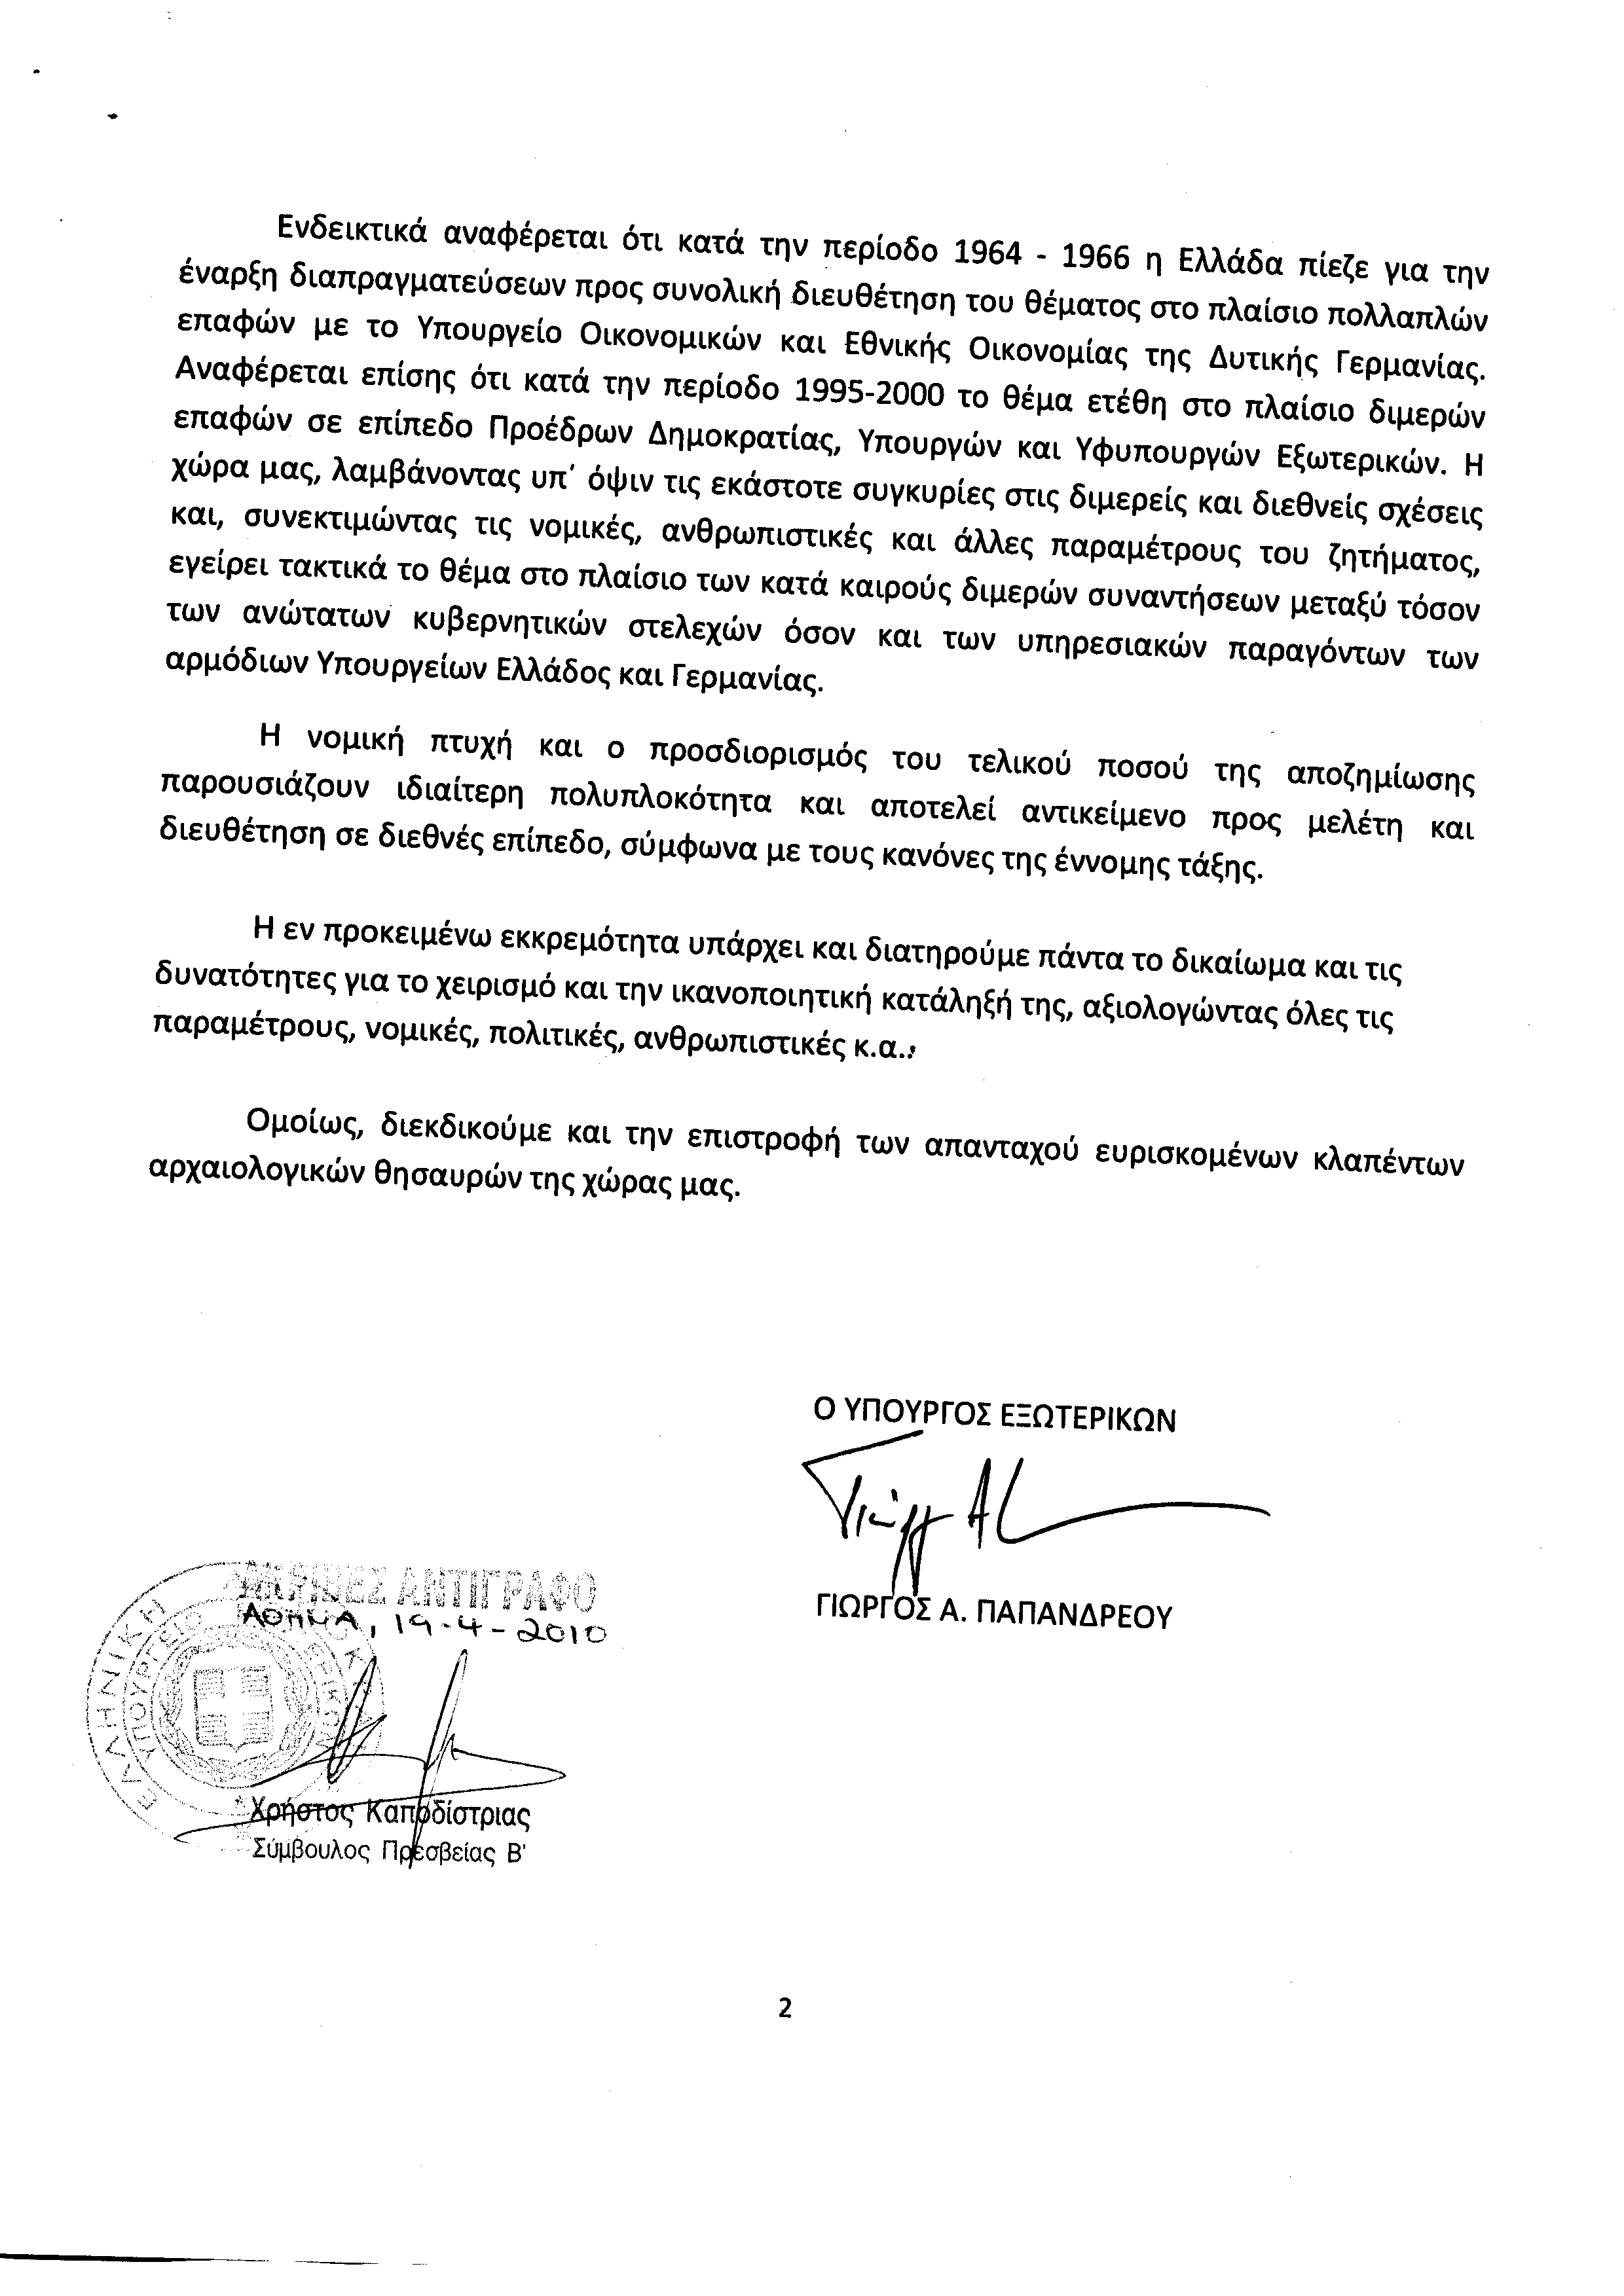 Ενδεικτικά αναφέρεται ότι κατά την περίοδο 1964 - 1966 η Ελλάδα πίεζε για την
έναρξη διαπραγματεύσεων προς συνολική διευθέτηση του θέματος στο πλαίσιο πολλαπλών
επαφών με το Υπουργείο Οικονομικών και Εθνικής Οικονομίας της Δυτικής Γερμανίας.
Αναφέρεται επίσης ότι κατά την περίοδο 1995-2000 το θέμα ετέθη στο πλαίσιο διμερών
επαφών σε επίπεδο Προέδρων Δημοκρατίας, Υπουργών και Υφυπουργών Εξωτερικών. Η
χώρα μας, λαμβάνοντας υπ' όψιν τις εκάστοτε συγκυρίες στις διμερείς και διεθνείς σχέσεις
και, συνεκτιμώντας τις νομικές, ανθρωπιστικές και άλλες παραμέτρους του ζητήματος,
εγείρει τακτικά το θέμα στο πλαίσιο των κατά καιρούς διμερών συναντήσεων μεταξύ τόσον
των ανώτατων κυβερνητικών στελεχών όσον και των υπηρεσιακών παραγόντων των
αρμόδιων Υπουργείων Ελλάδος και Γερμανίας.
Η νομική πτυχή και ο προσδιορισμός του τελικού ποσού της αποζημίωσης
παρουσιάζουν ιδιαίτερη πολυπλοκότητα και αποτελεί αντικείμενο προς μελέτη και
διευθέτηση σε διεθνές επίπεδο, σύμφωνα με τους κανόνες της έννομης τάξης.
Η εν προκειμένω εκκρεμότητα υπάρχει και διατηρούμε πάντα το δικαίωμα και τις
δυνατότητες για το χειρισμό και την ικανοποιητική κατάληξή της, αξιολογώντας όλες τις
παραμέτρους, νομικές, πολιτικές, ανθρωπιστικές κ.α..
Ομοίως, διεκδικούμε και την επιστροφή των απανταχού ευρισκομένων κλαπέντων
αρχαιολογικών θησαυρών της χώρας μας.
Ο ΥΠΟΥΡΓΟΣ ΕΞΩΤΕΡΙΚΩΝ
ΓΙΩΡΓΟΣ Α. ΠΑΠΑΝΔΡΕΟΥ
ΑΚΡΙΒΕΣ ΑΝΤΙΓΡΑΦΟ
ΑΘΗΝΑ, 19-4-2010
ΕΛΛΗΝΙΚΗ
ΥΠΟΥΡΓΕΙΟ
Χρήστος Καποδίστριας
Σύμβουλος Πρεσβείας Β'
2